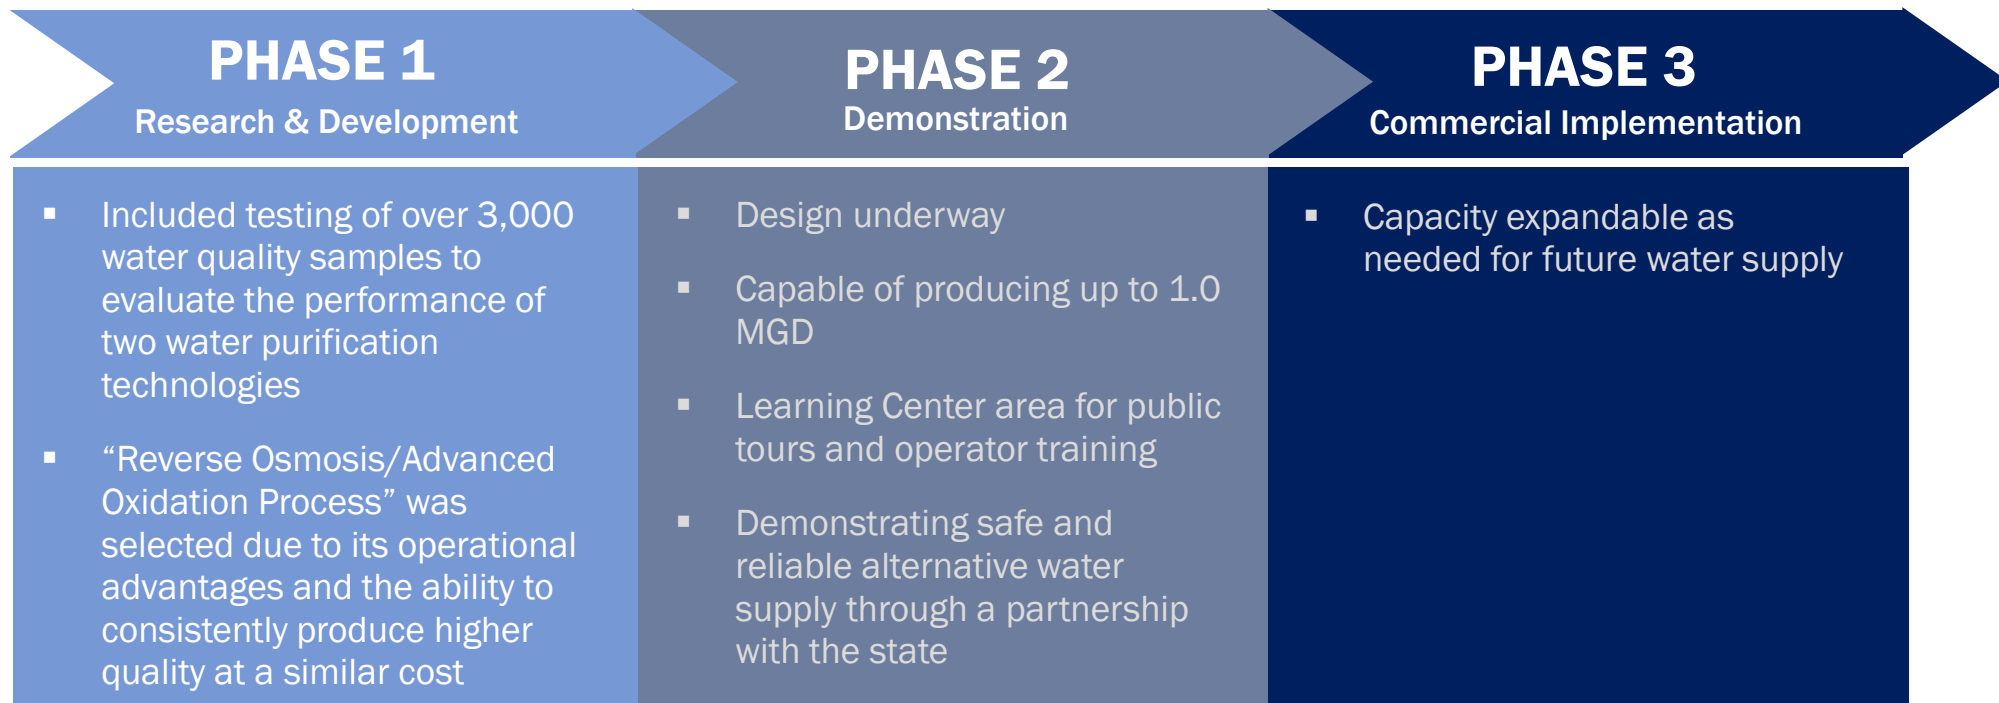 PHASE 1
Research & Development
▪ Included testing of over 3,000
water quality samples to
evaluate the performance of
two water purification
technologies
▪ “Reverse Osmosis/Advanced
Oxidation Process” was
selected due to its operational
advantages and the ability to
consistently produce higher
quality at a similar cost
PHASE 2
Demonstration
▪ Design underway
▪ Capable of producing up to 1.0
MGD
▪ Learning Center area for public
tours and operator training
▪ Demonstrating safe and
reliable alternative water
supply through a partnership
with the state
PHASE 3
Commercial Implementation
▪ Capacity expandable as
needed for future water supply